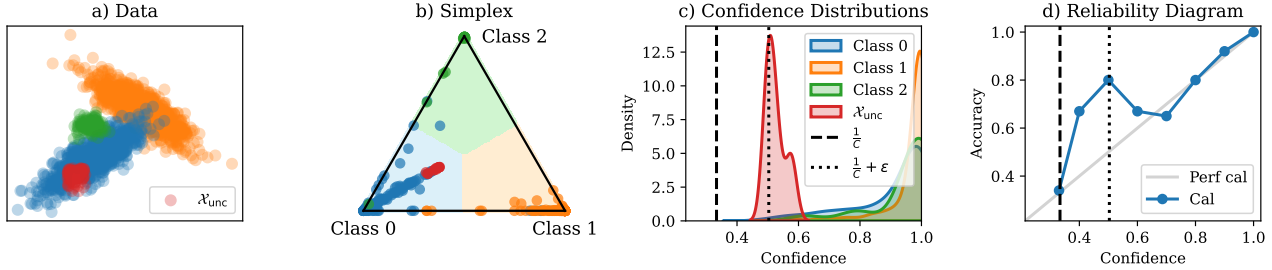 a) Data
𝒳unc
b) Simplex
Class 2
Class 0
Class 1
c) Confidence Distributions
Density
12.5
10.0
7.5
5.0
2.5
0.0
0.4
0.6
0.8
1.0
Confidence
Class 0
Class 1
Class 2
𝒳unc
1/C
1/C + ε
d) Reliability Diagram
Accuracy
1.0
0.8
0.6
0.4
0.4
0.6
0.8
1.0
Confidence
Perf cal
Cal